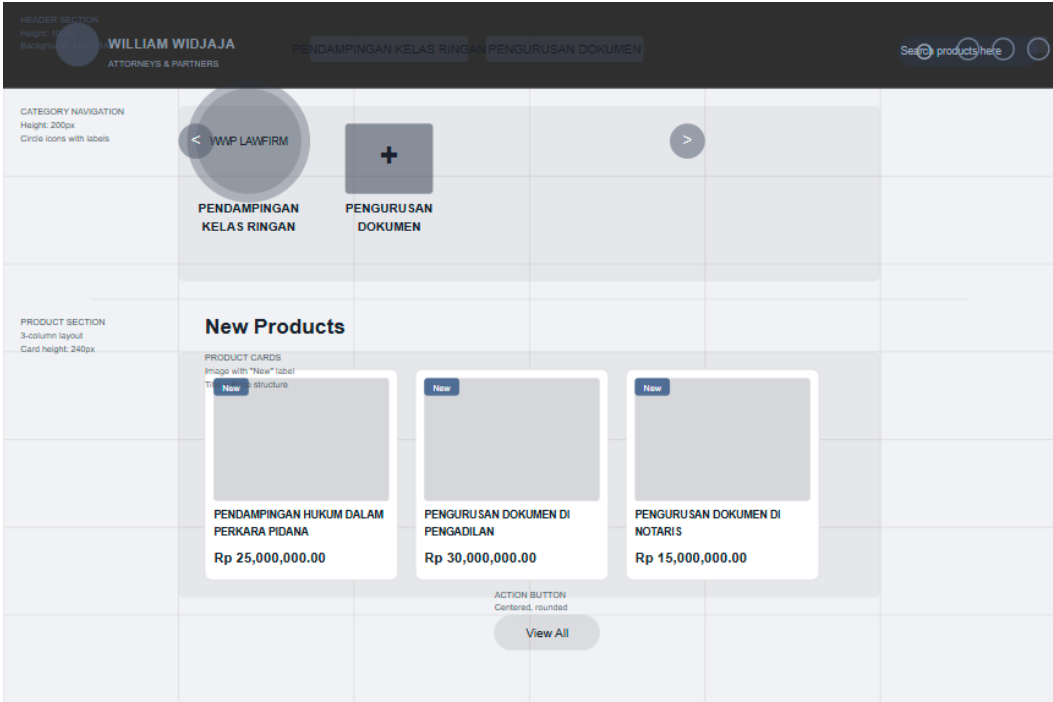 HEADER SECTION
Height:
WILLIAM WIDJAJA
ATTORNEYS & PARTNERS
PENDAMPINGAN KELAS RINGAN
PENGURUSAN DOKUMEN
Search products here
CATEGORY NAVIGATION
Height: 200px
Circle icons with labels
<
WWP LAWFIRM
+
>
PENDAMPINGAN
KELAS RINGAN
PENGURUSAN
DOKUMEN
PRODUCT SECTION
3-column layout
Card height: 240px
New Products
PRODUCT CARDS
Image with "New" label
structure
New
New
New
PENDAMPINGAN HUKUM DALAM
PERKARA PIDANA
Rp 25,000,000.00
PENGURUSAN DOKUMEN DI
PENGADILAN
Rp 30,000,000.00
PENGURUSAN DOKUMEN DI
NOTARIS
Rp 15,000,000.00
ACTION BUTTON
Centered, rounded
View All